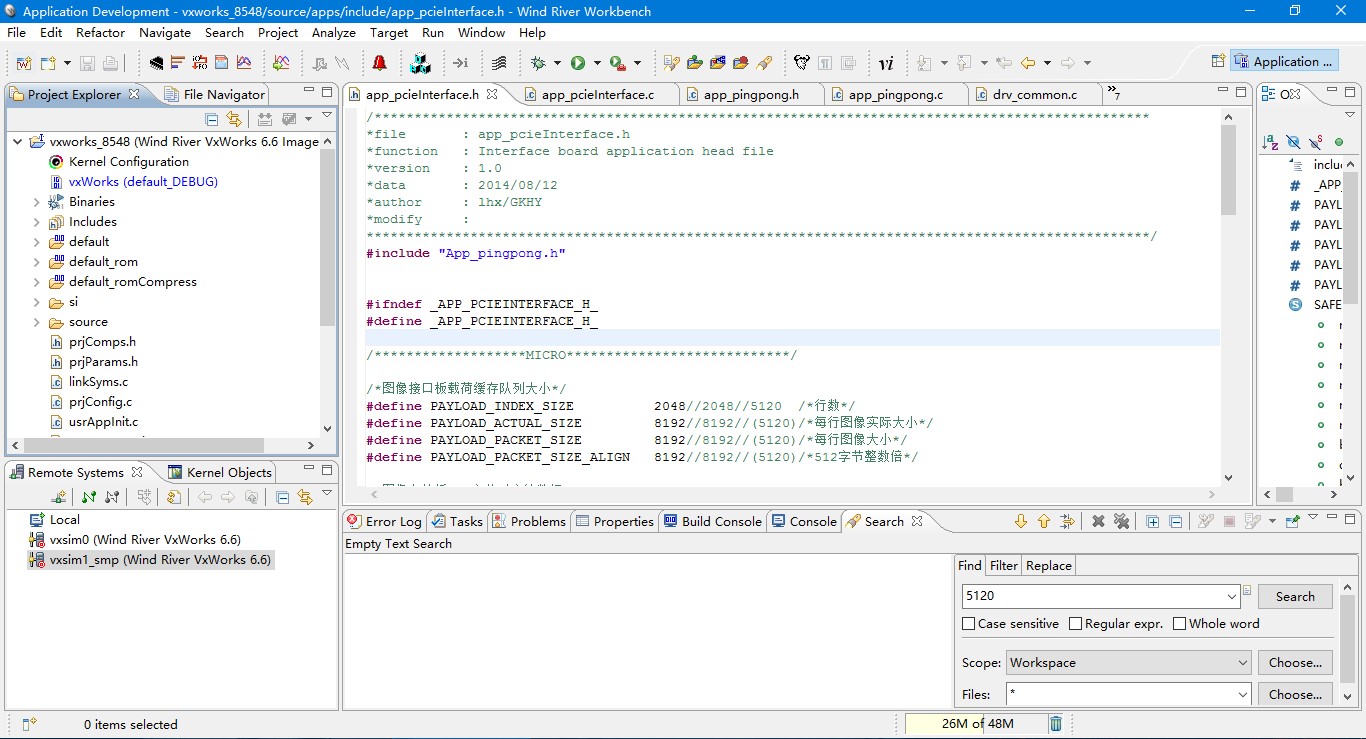 Application Development - vxworks_8548/source/apps/include/app_pcieInterface.h - Wind River Workbench
File Edit Refactor Navigate Search Project Analyze Target Run Window Help
Application ...
Project Explorer
File Navigator
vxworks_8548 (Wind River VxWorks 6.6 Image
Kernel Configuration
vxWorks (default_DEBUG)
Binaries
Includes
default
default_rom
default_romCompress
si
source
prjComps.h
prjParams.h
linkSyms.c
prjConfig.c
usrAppInit.c
app_pcieInterface.h
app_pcieInterface.c
app_pingpong.h
app_pingpong.c
drv_common.c
»7
/*************************************************************************************************
*file : app_pcieInterface.h
*function : Interface board application head file
*version : 1.0
*data : 2014/08/12
*author : lhx/GKHY
*modify :
**************************************************************************************************/
#include "App_pingpong.h"
#ifndef _APP_PCIEINTERFACE_H_
#define _APP_PCIEINTERFACE_H_
/*******************MICRO****************************/
/*图像接口板载荷缓存队列大小*/
#define PAYLOAD_INDEX_SIZE 2048//2048//5120 /*行数*/
#define PAYLOAD_ACTUAL_SIZE 8192//8192//(5120)/*每行图像实际大小*/
#define PAYLOAD_PACKET_SIZE 8192//8192//(5120)/*每行图像大小*/
#define PAYLOAD_PACKET_SIZE_ALIGN 8192//8192//(5120)/*512字节整数倍*/
O
inclu
_APP
PAYL
PAYL
PAYL
PAYL
PAYL
SAFE
Remote Systems
Kernel Objects
Local
vxsim0 (Wind River VxWorks 6.6)
vxsim1_smp (Wind River VxWorks 6.6)
Error Log
Tasks
Problems
Properties
Build Console
Console
Search
Empty Text Search
Find
Filter
Replace
5120
Search
Case sensitive
Regular expr.
Whole word
Scope:
Workspace
Choose...
Files:
*
Choose...
0 items selected
26M of 48M